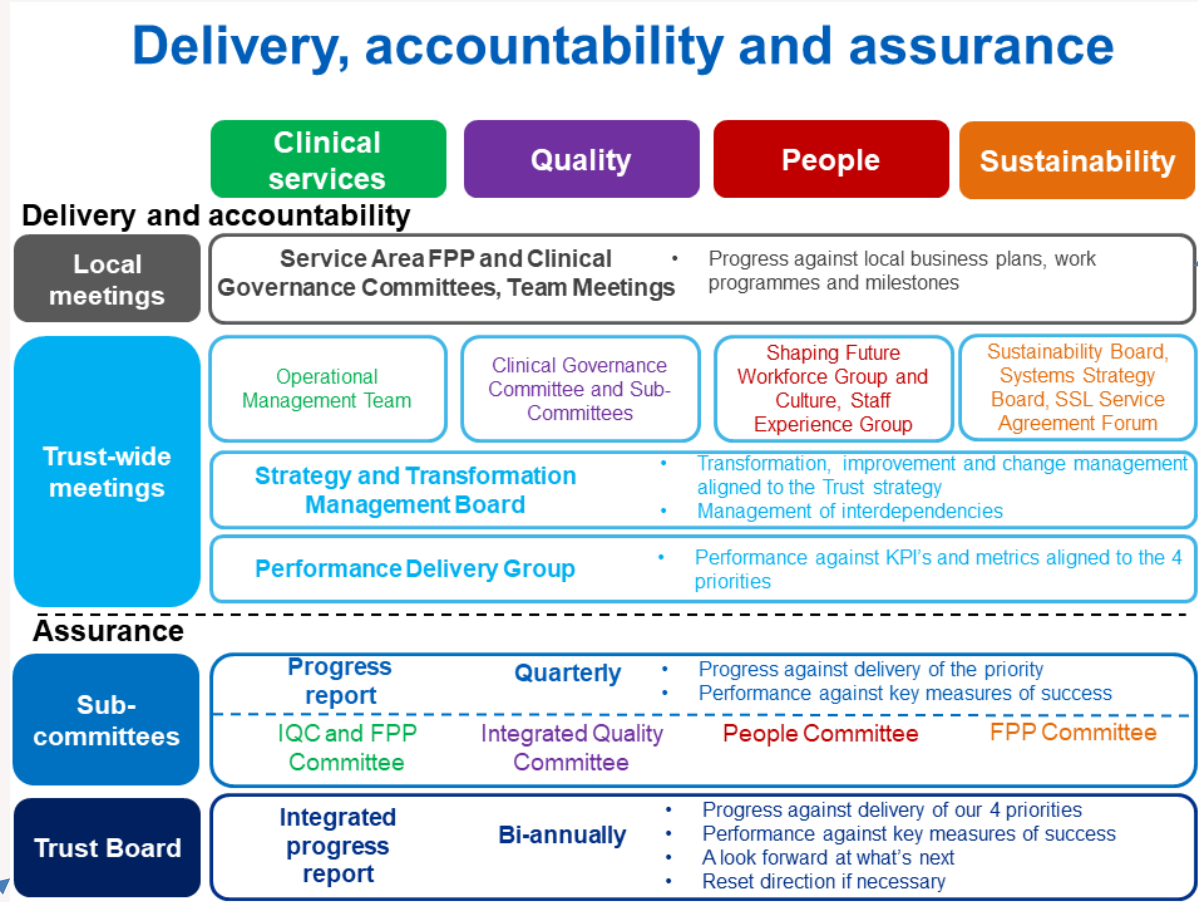 Delivery, accountability and assurance
Clinical
services
Quality
People
Sustainability
Delivery and accountability
Local
meetings
Service Area FPP and Clinical
Governance Committees, Team Meetings
• Progress against local business plans, work
programmes and milestones
Trust-wide
meetings
Operational
Management Team
Clinical Governance
Committee and Sub-
Committees
Shaping Future
Workforce Group and
Culture, Staff
Experience Group
Sustainability Board,
Systems Strategy
Board, SSL Service
Agreement Forum
Strategy and Transformation
Management Board
• Transformation, improvement and change management
aligned to the Trust strategy
• Management of interdependencies
Performance Delivery Group
• Performance against KPI's and metrics aligned to the 4
priorities
Assurance
Sub-
committees
Progress
report
Quarterly
• Progress against delivery of the priority
• Performance against key measures of success
IQC and FPP
Committee
Integrated Quality
Committee
People Committee
FPP Committee
Trust Board
Integrated
progress
report
Bi-annually
• Progress against delivery of our 4 priorities
• Performance against key measures of success
• A look forward at what's next
• Reset direction if necessary